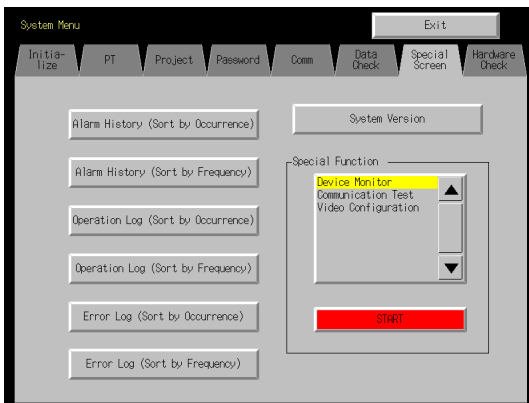 System Menu
Exit
Initia-
lize
PT
Project
Password
Comm
Data
Check
Special
Screen
Hardware
Check
Alarm History (Sort by Occurrence)
Alarm History (Sort by Frequency)
Operation Log (Sort by Occurrence)
Operation Log (Sort by Frequency)
Error Log (Sort by Occurrence)
Error Log (Sort by Frequency)
System Version
Special Function
Device Monitor
Communication Test
Video Configuration
START